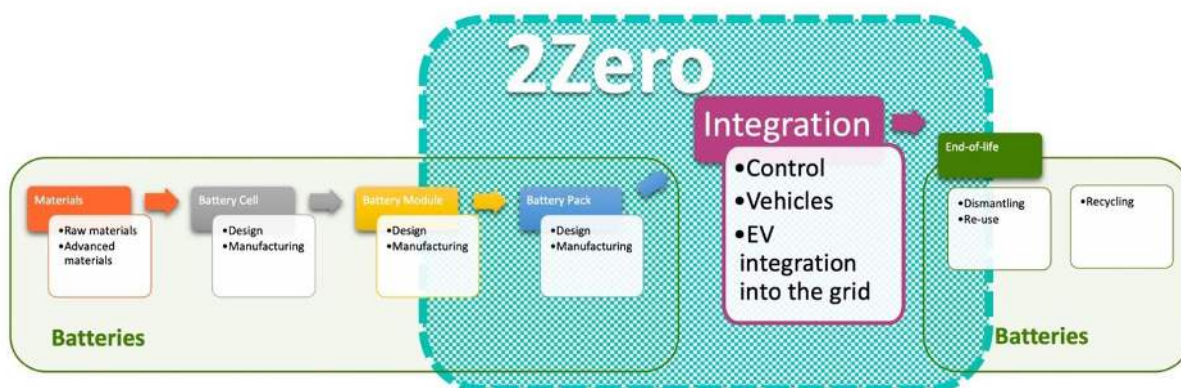 2Zero
Materials
•Raw materials
•Advanced
materials
Battery Cell
•Design
•Manufacturing
Battery Module
•Design
•Manufacturing
Battery Pack
•Design
•Manufacturing
Integration
•Control
•Vehicles
•EV
integration
into the grid
End-of-life
•Dismantling
•Re-use
•Recycling
Batteries
Batteries